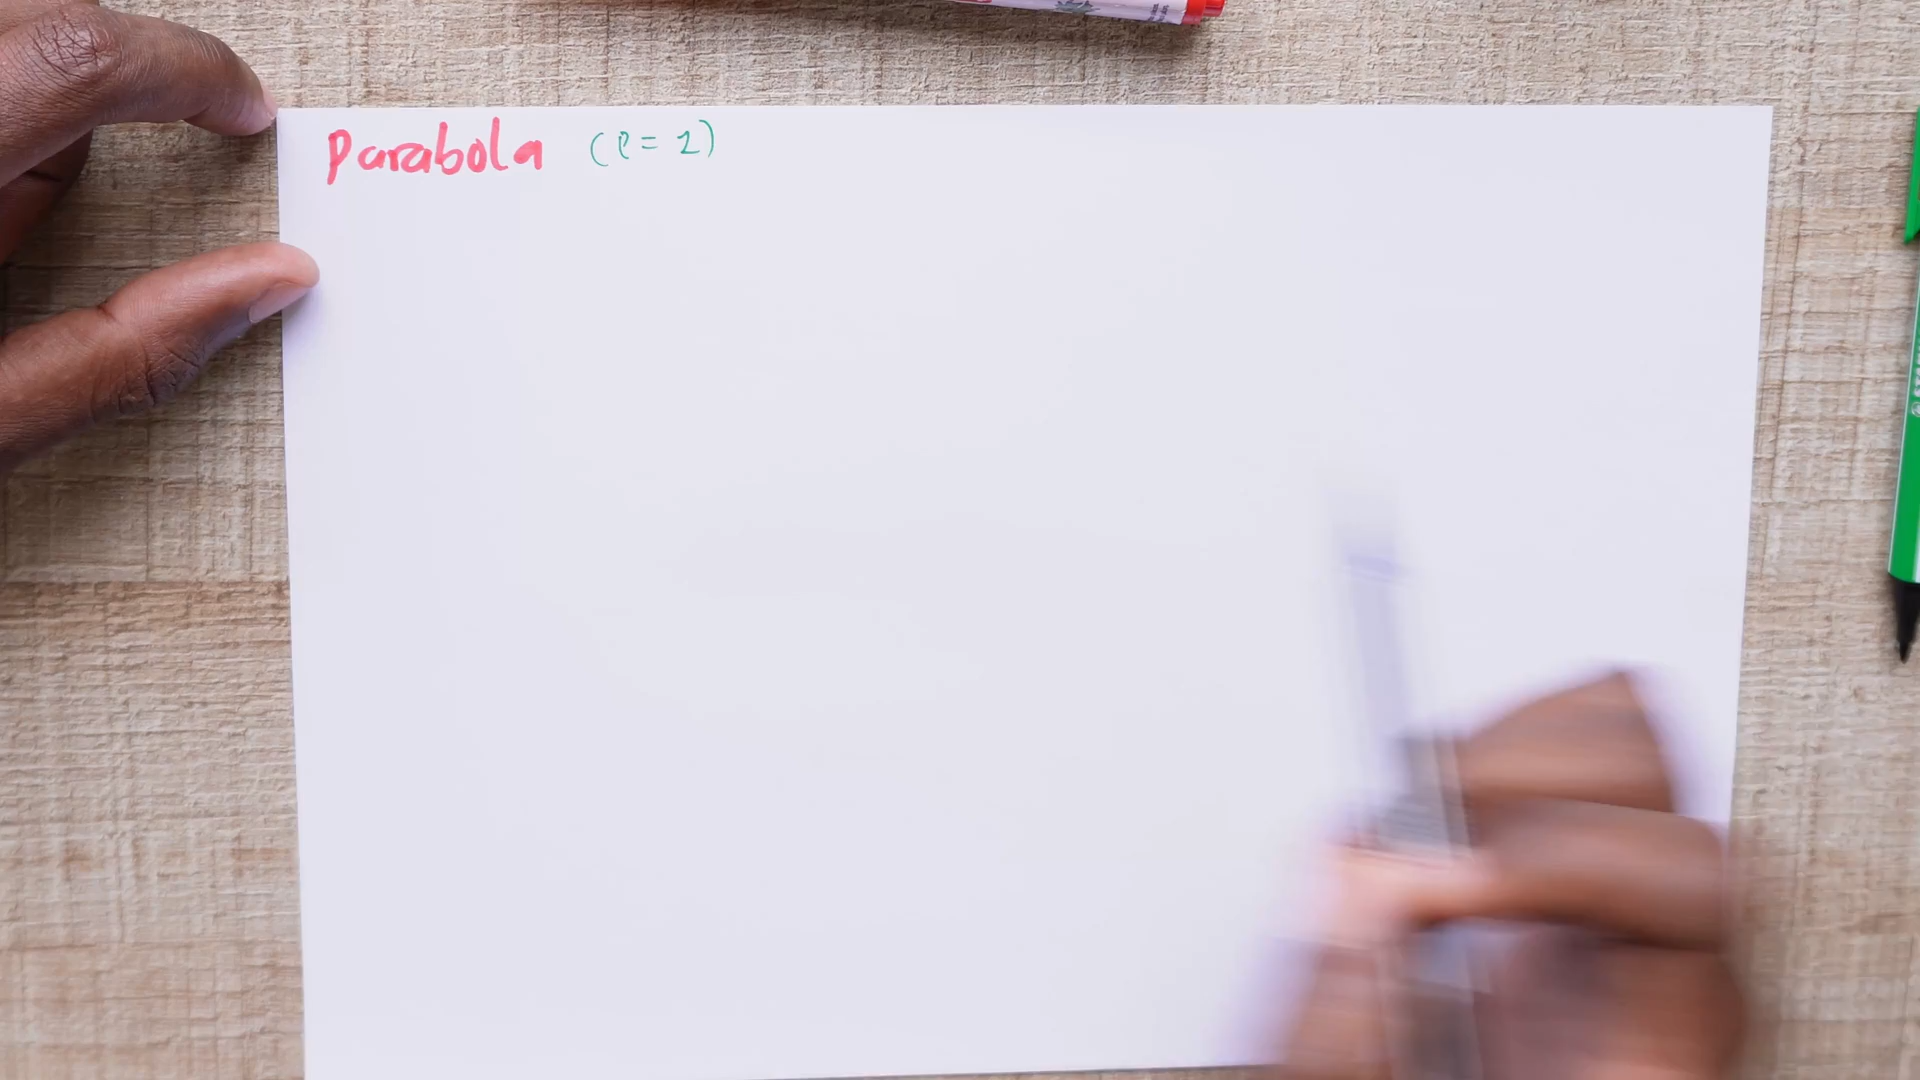 Parabola (e = 1)